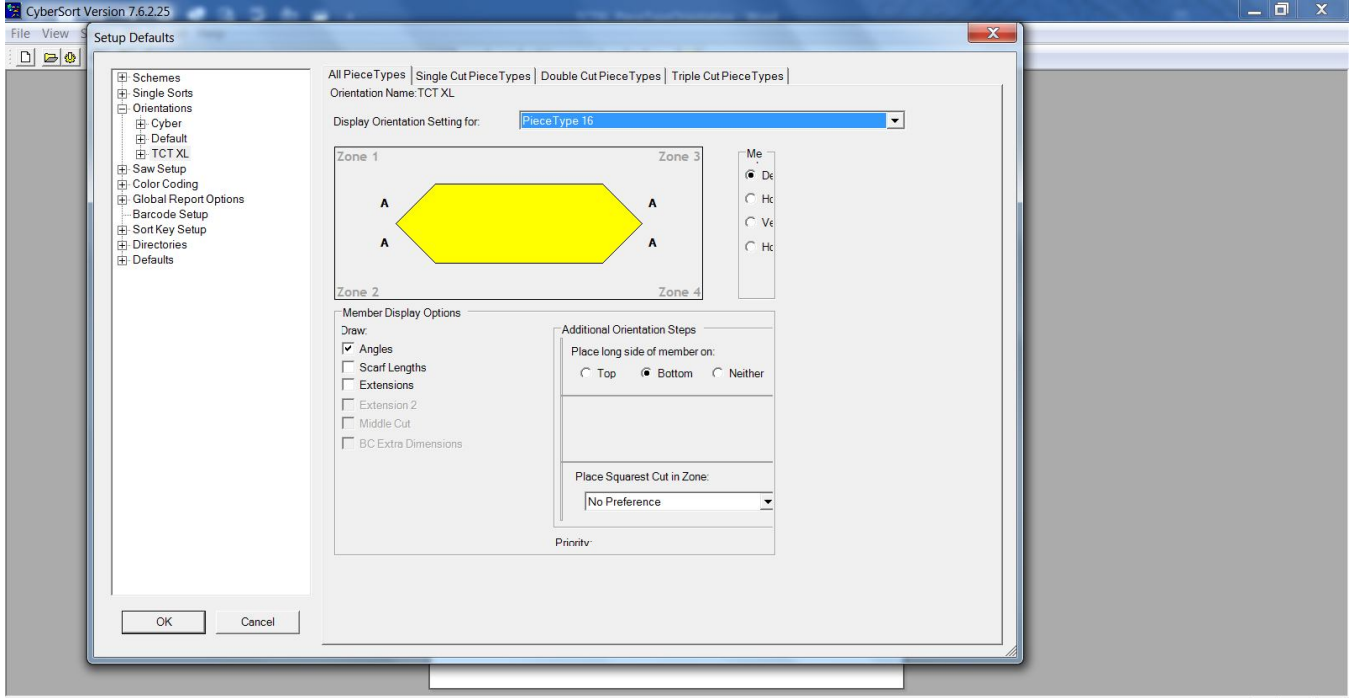 CyberSort Version 7.6.2.25
File View
Setup Defaults
Schemes
Single Sorts
Orientations
Cyber
Default
TCT XL
Saw Setup
Color Coding
Global Report Options
Barcode Setup
Sort Key Setup
Directories
Defaults
OK Cancel
All PieceTypes Single Cut PieceTypes Double Cut PieceTypes Triple Cut PieceTypes
Orientation Name:TCT XL
Display Orientation Setting for: PieceType 16
Zone 1 Zone 3
A A
A A
Zone 2 Zone 4
Me
De
Ho
Ve
Ho
Member Display Options
Draw:
Angles
Scarf Lengths
Extensions
Extension 2
Middle Cut
BC Extra Dimensions
Additional Orientation Steps
Place long side of member on:
Top Bottom Neither
Place Squarest Cut in Zone:
No Preference
Priority: